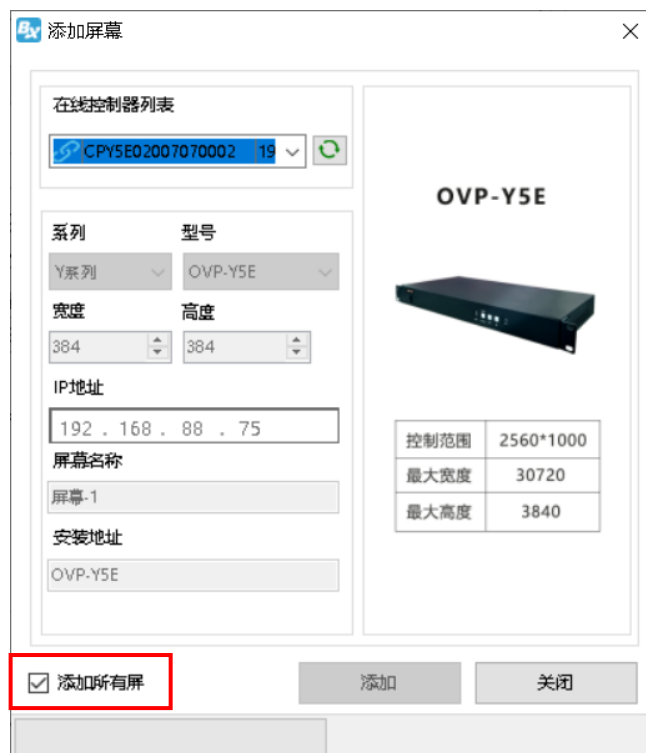 BX 添加屏幕
在线控制器列表
CPY5E02007070002 19
系列 型号
Y系列 OVP-Y5E
宽度 高度
384 384
IP地址
192 . 168 . 88 . 75
屏幕名称
屏幕-1
安装地址
OVP-Y5E
OVP-Y5E
控制范围 2560*1000
最大宽度 30720
最大高度 3840
添加所有屏 添加 关闭